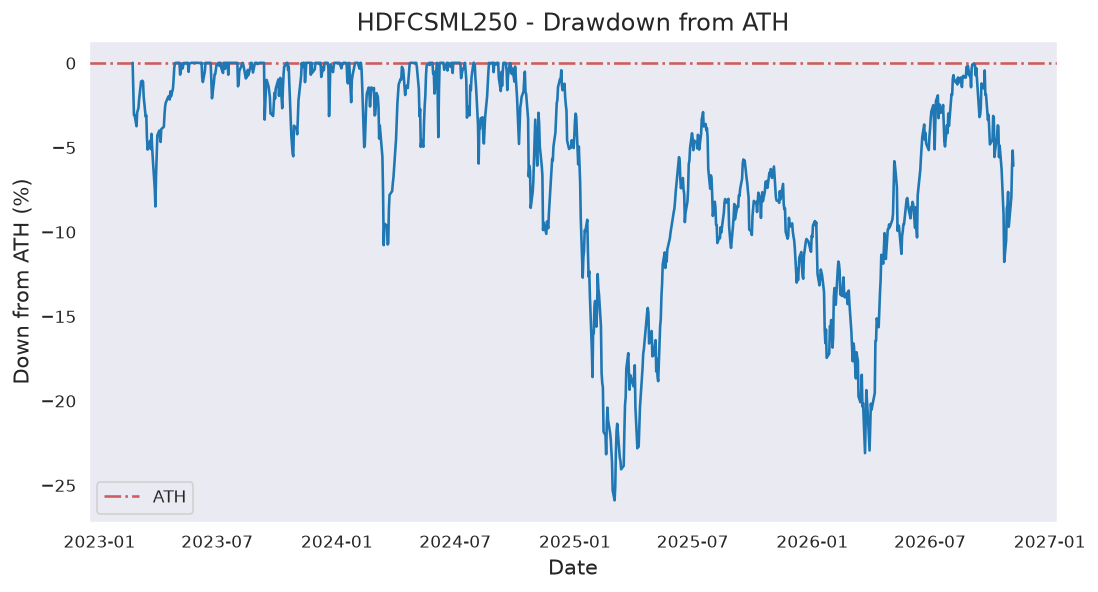 HDFCSML250 - Drawdown from ATH
Down from ATH (%)
0
−5
−10
−15
−20
−25
ATH
2023-01 2023-07 2024-01 2024-07 2025-01 2025-07 2026-01 2026-07 2027-01
Date